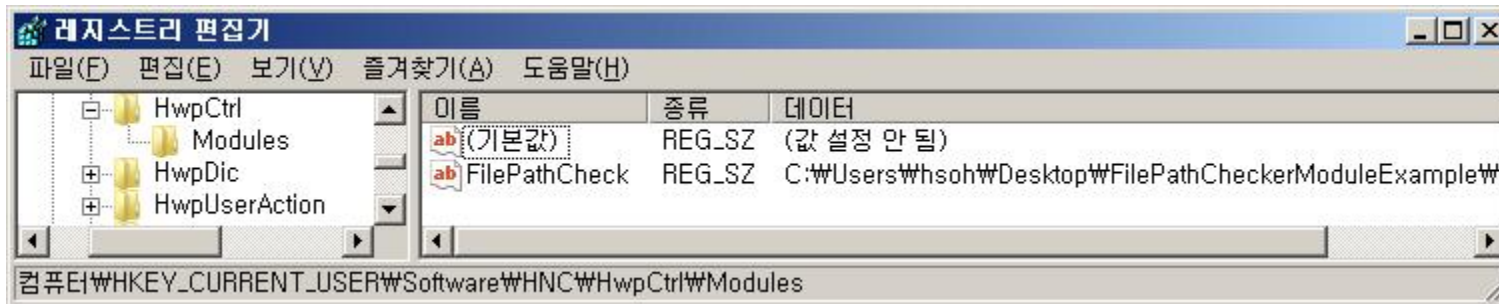 레지스트리 편집기
파일(F) 편집(E) 보기(V) 즐겨찾기(A) 도움말(H)
HwpCtrl
Modules
HwpDic
HwpUserAction
이름 종류 데이터
ab (기본값) REG_SZ (값 설정 안 됨)
ab FilePathCheck REG_SZ C:₩Users₩hsoh₩Desktop₩FilePathCheckerModuleExample₩
컴퓨터₩HKEY_CURRENT_USER₩Software₩HNC₩HwpCtrl₩Modules